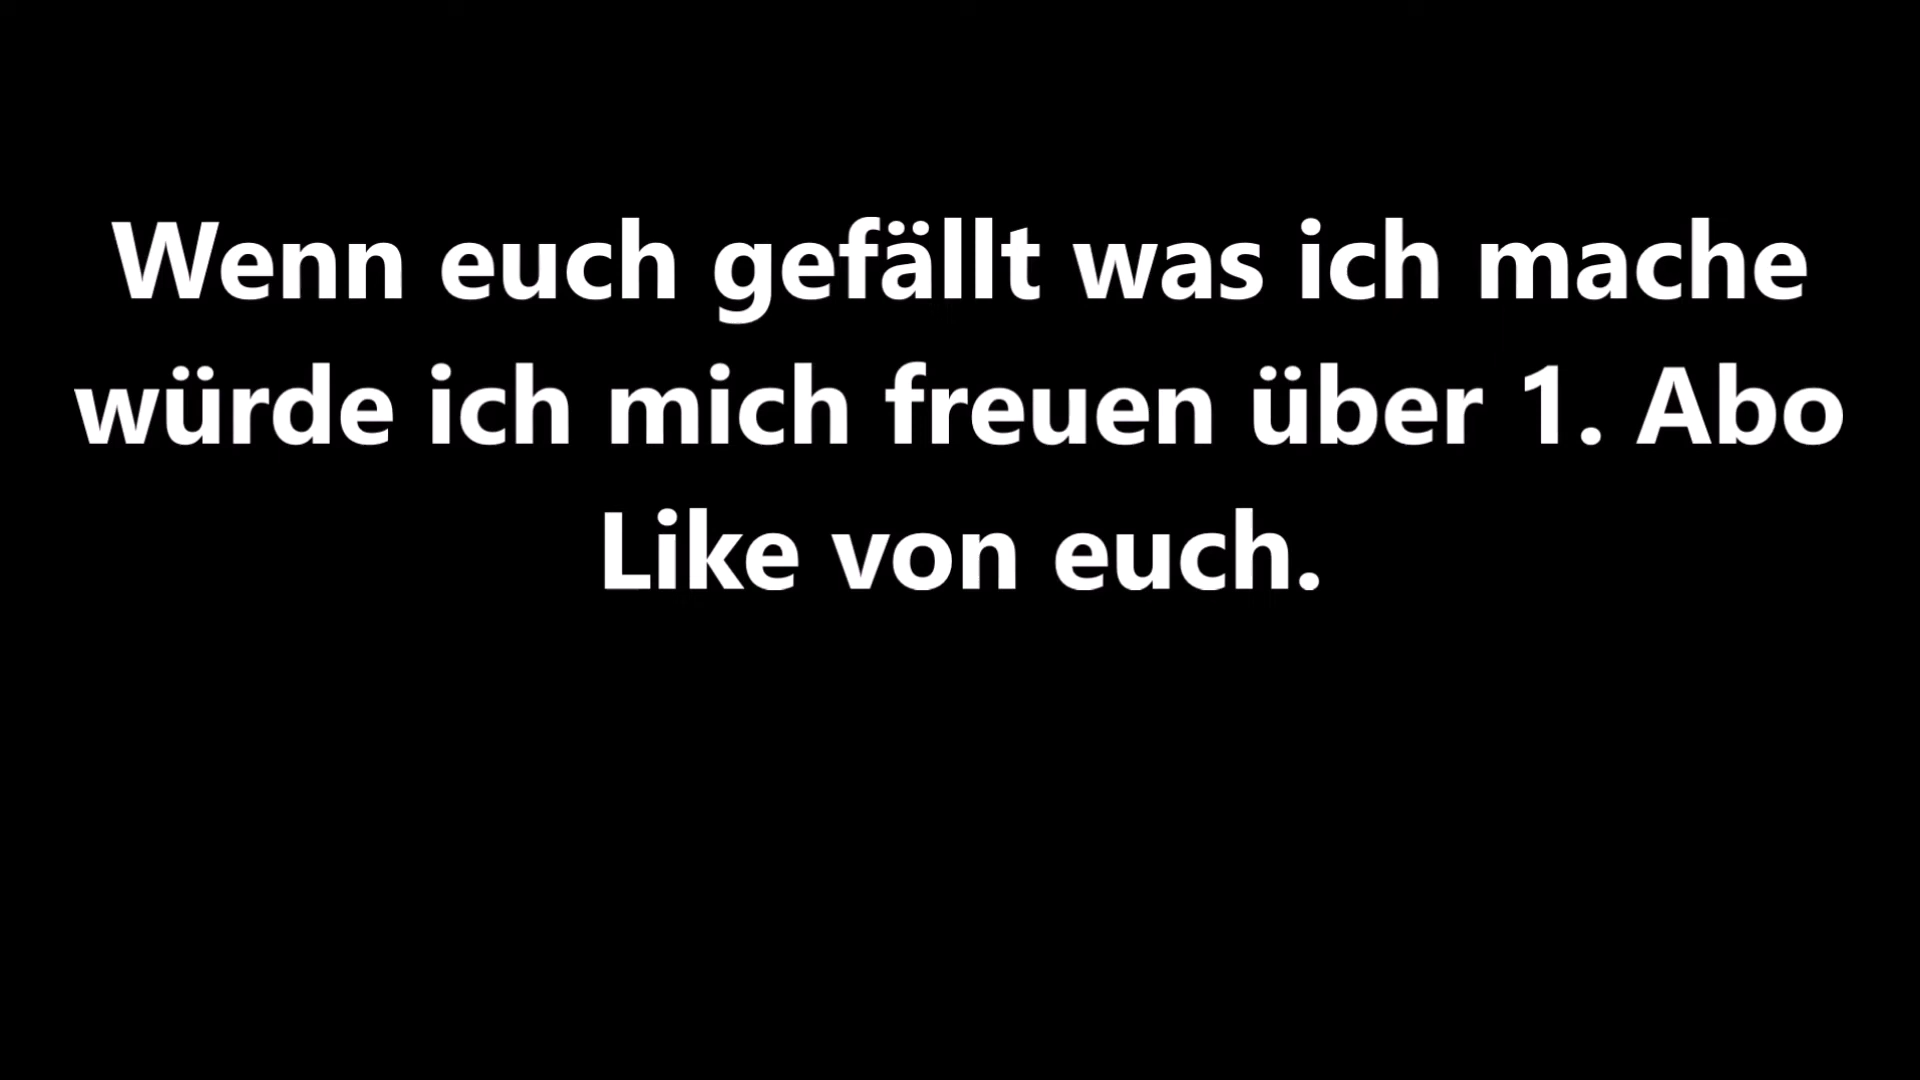 Wenn euch gefällt was ich mache
würde ich mich freuen über 1. Abo
Like von euch.